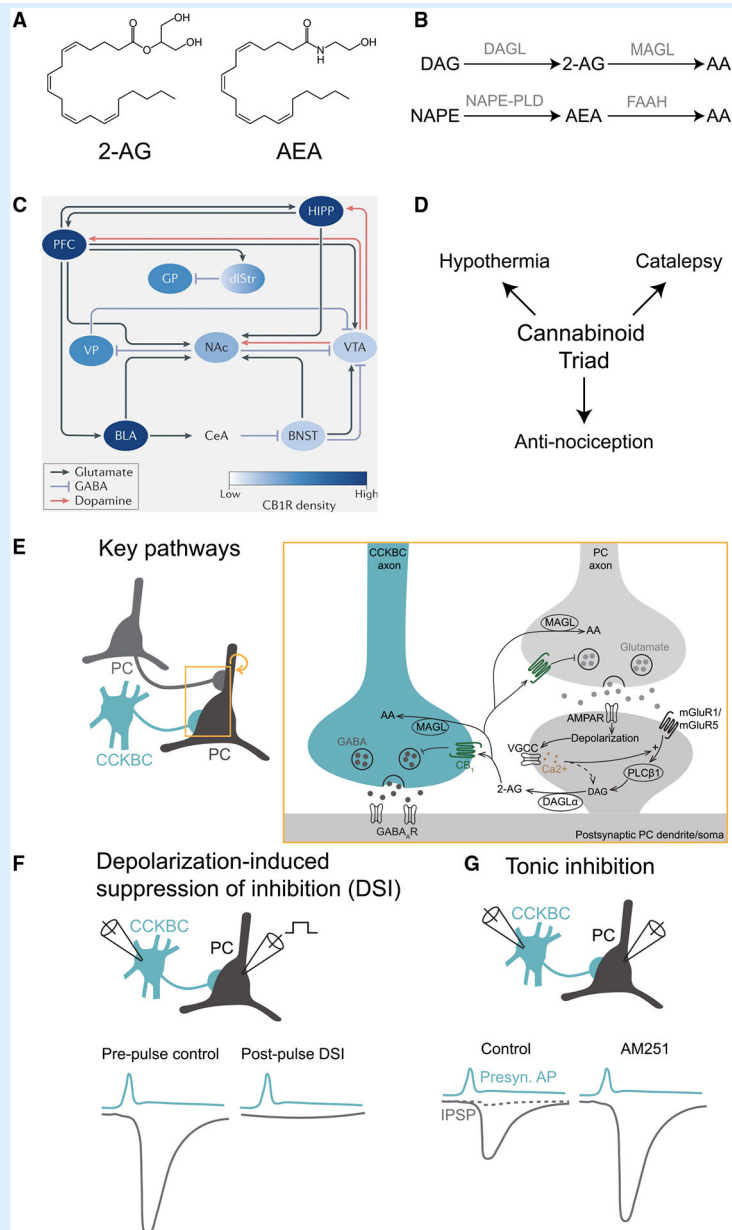 A
O
OH
O
OH
2-AG
O
N
H
OH
AEA
B
DAG
DAGL
2-AG
MAGL
AA
NAPE
NAPE-PLD
AEA
FAAH
AA
C
HIPP
PFC
GP
dlStr
VP
NAc
VTA
BLA
CeA
BNST
Glutamate
GABA
Dopamine
Low
High
CB1R density
D
Hypothermia
Catalepsy
Cannabinoid
Triad
Anti-nociception
E
Key pathways
PC
CCKBC
PC
CCKBC
axon
PC
axon
MAGL
AA
Glutamate
AA
MAGL
GABA
CB1
AMPAR
mGluR1/
mGluR5
Depolarization
VGCC
Ca2+
+
PLCβ1
2-AG
DAG
DAGLα
GABAAR
Postsynaptic PC dendrite/soma
F
Depolarization-induced
suppression of inhibition (DSI)
CCKBC
PC
Pre-pulse control
Post-pulse DSI
G
Tonic inhibition
CCKBC
PC
Control
AM251
Presyn. AP
IPSP